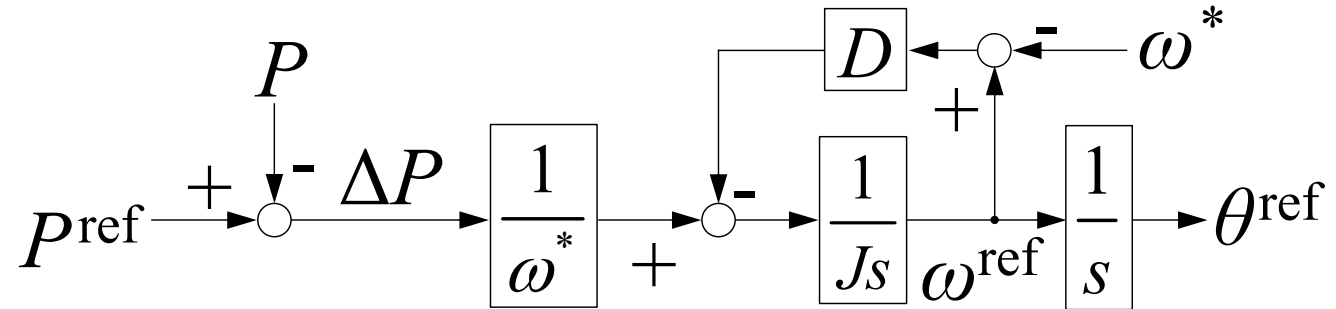 P
- D + - ω*
P^ref + - ΔP 1/ω* + - 1/Js ω^ref 1/s θ^ref